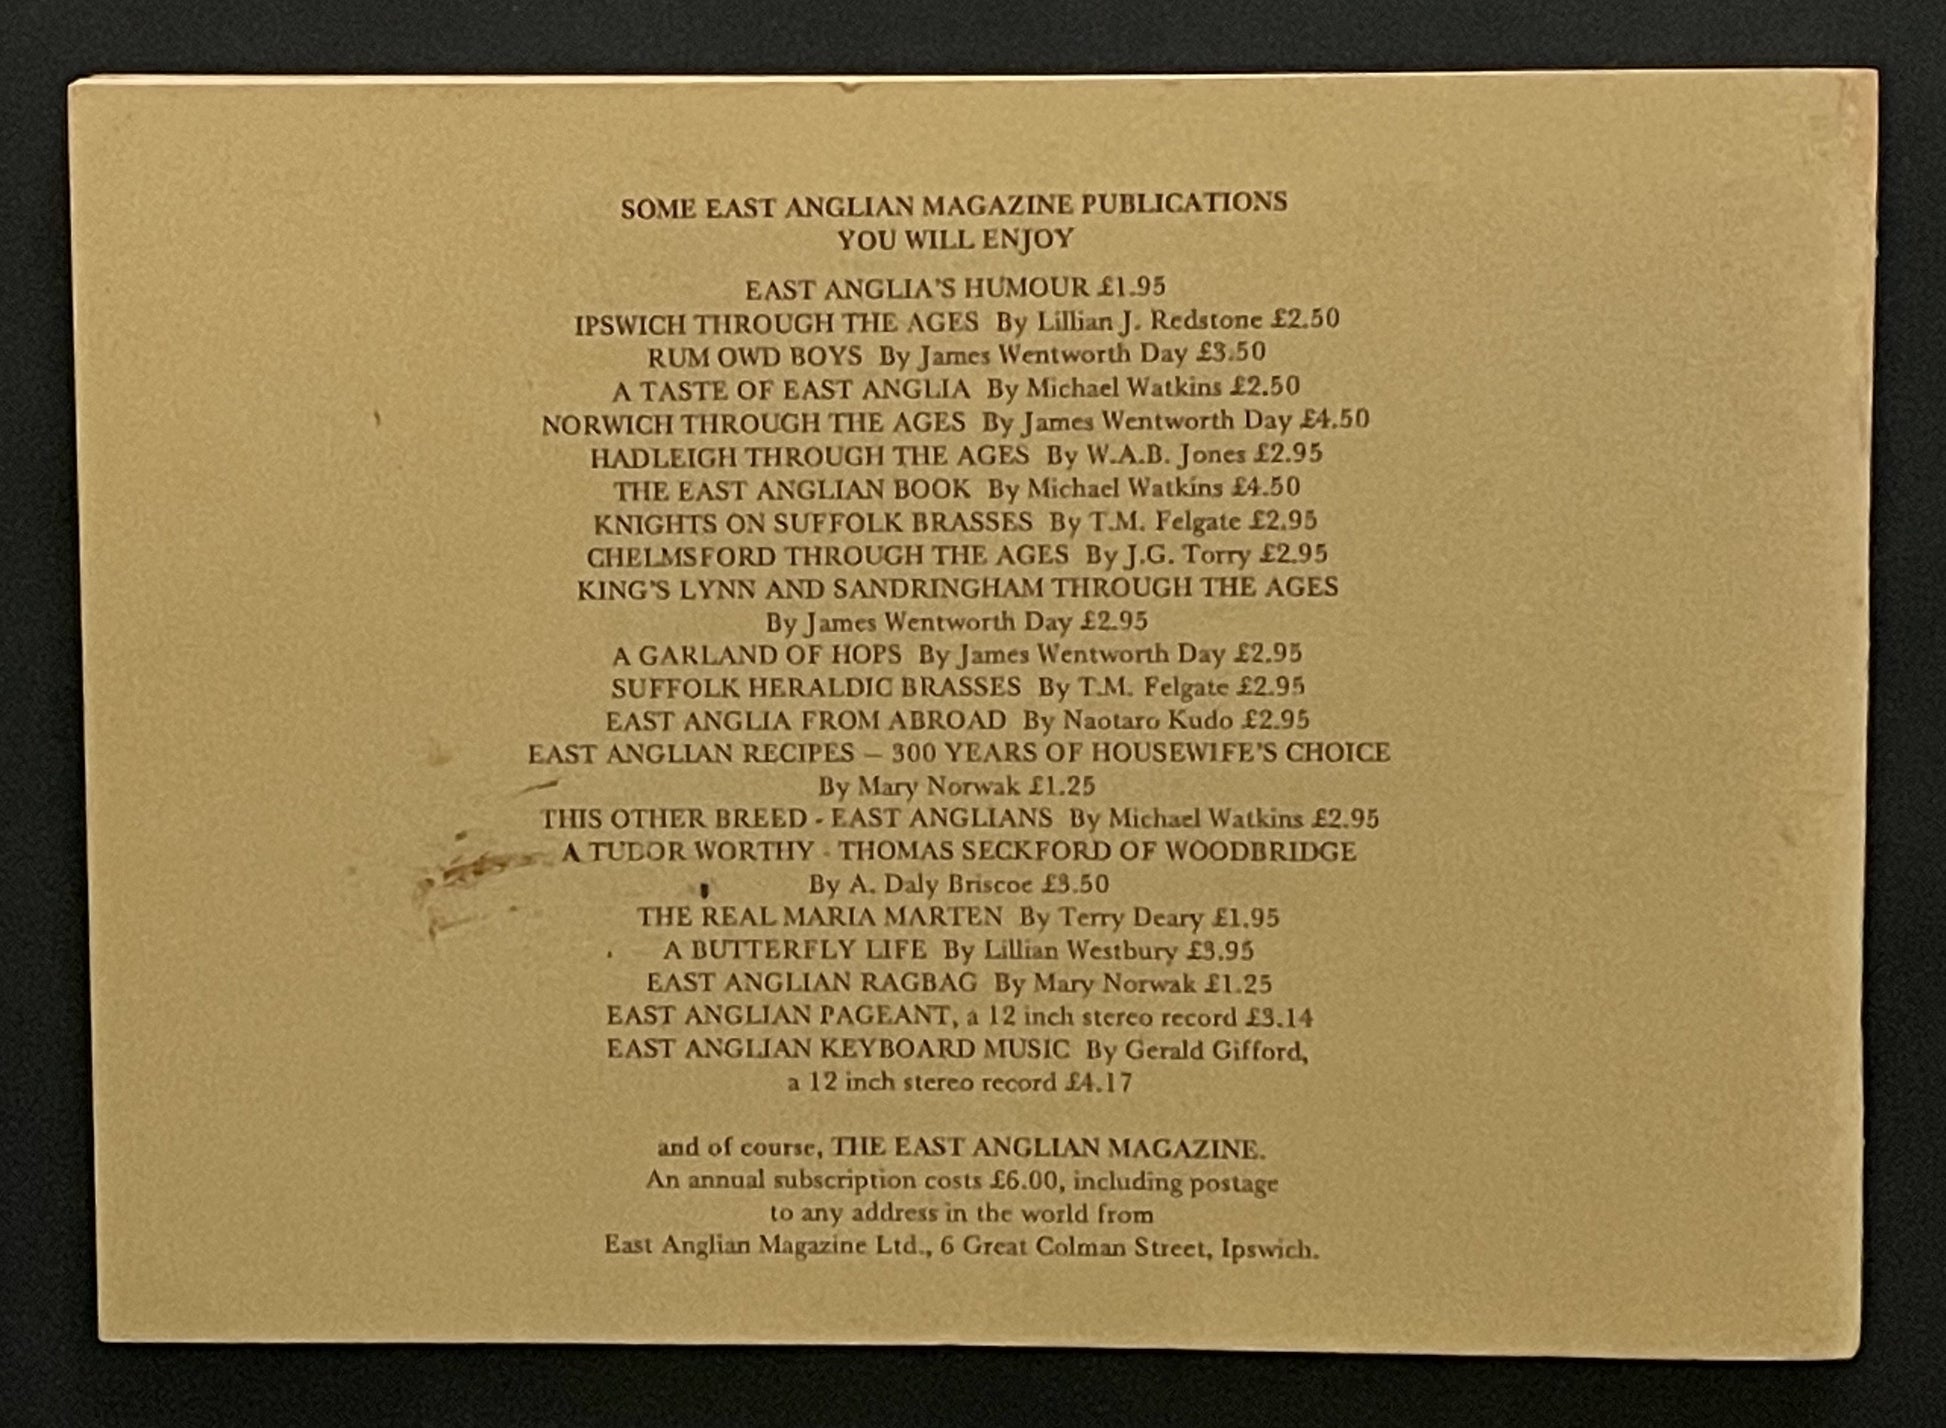 SOME EAST ANGLIAN MAGAZINE PUBLICATIONS
YOU WILL ENJOY
EAST ANGLIA'S HUMOUR £1.95
IPSWICH THROUGH THE AGES By Lillian J. Redstone £2.50
RUM OWD BOYS By James Wentworth Day £3.50
A TASTE OF EAST ANGLIA By Michael Watkins £2.50
NORWICH THROUGH THE AGES By James Wentworth Day £4.50
HADLEIGH THROUGH THE AGES By W.A.B. Jones £2.95
THE EAST ANGLIAN BOOK By Michael Watkins £4.50
KNIGHTS ON SUFFOLK BRASSES By T.M. Felgate £2.95
CHELMSFORD THROUGH THE AGES By J.G. Torry £2.95
KING'S LYNN AND SANDRINGHAM THROUGH THE AGES
By James Wentworth Day £2.95
A GARLAND OF HOPS By James Wentworth Day £2.95
SUFFOLK HERALDIC BRASSES By T.M. Felgate £2.95
EAST ANGLIA FROM ABROAD By Naotaro Kudo £2.95
EAST ANGLIAN RECIPES – 300 YEARS OF HOUSEWIFE'S CHOICE
By Mary Norwak £1.25
THIS OTHER BREED - EAST ANGLIANS By Michael Watkins £2.95
A TUDOR WORTHY - THOMAS SECKFORD OF WOODBRIDGE
By A. Daly Briscoe £3.50
THE REAL MARIA MARTEN By Terry Deary £1.95
A BUTTERFLY LIFE By Lillian Westbury £3.95
EAST ANGLIAN RAGBAG By Mary Norwak £1.25
EAST ANGLIAN PAGEANT, a 12 inch stereo record £3.14
EAST ANGLIAN KEYBOARD MUSIC By Gerald Gifford,
a 12 inch stereo record £4.17
and of course, THE EAST ANGLIAN MAGAZINE.
An annual subscription costs £6.00, including postage
to any address in the world from
East Anglian Magazine Ltd., 6 Great Colman Street, Ipswich.